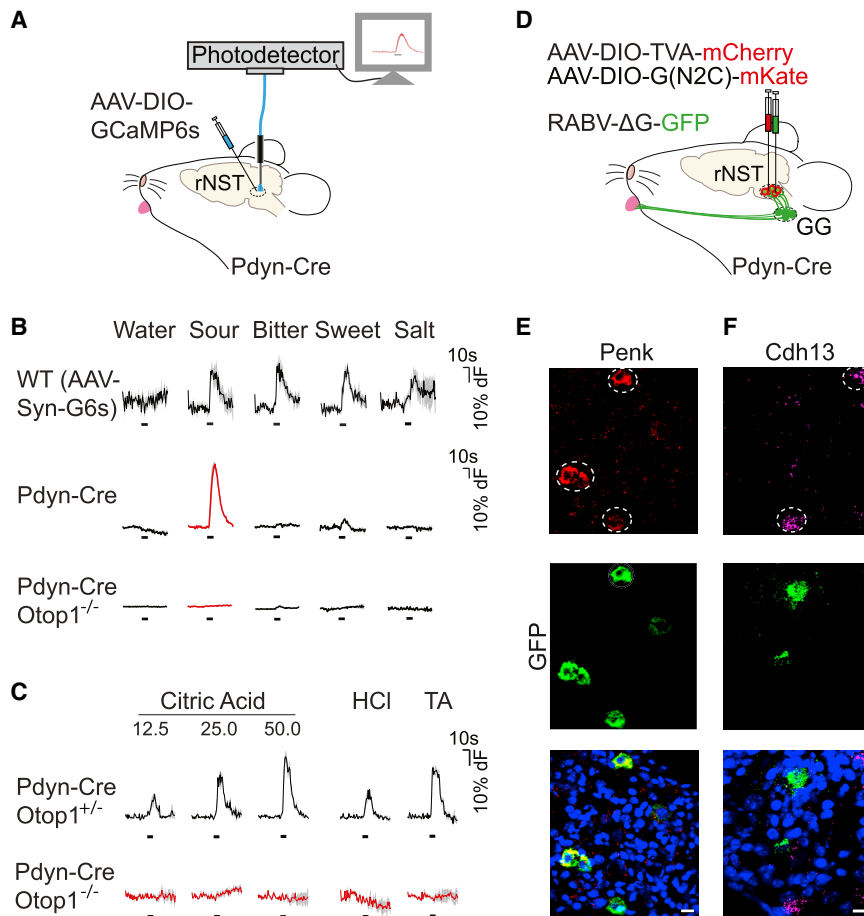 A
Photodetector
AAV-DIO-
GCaMP6s
rNST
Pdyn-Cre
B
Water Sour Bitter Sweet Salt
WT (AAV-
Syn-G6s)
10s
10% dF
Pdyn-Cre
10s
10% dF
Pdyn-Cre
Otop1-/-
C
Citric Acid HCl TA
12.5 25.0 50.0
10s
10% dF
Pdyn-Cre
Otop1+/-
Pdyn-Cre
Otop1-/-
D
AAV-DIO-TVA-mCherry
AAV-DIO-G(N2C)-mKate
RABV-ΔG-GFP
rNST
GG
Pdyn-Cre
E
Penk
GFP
F
Cdh13